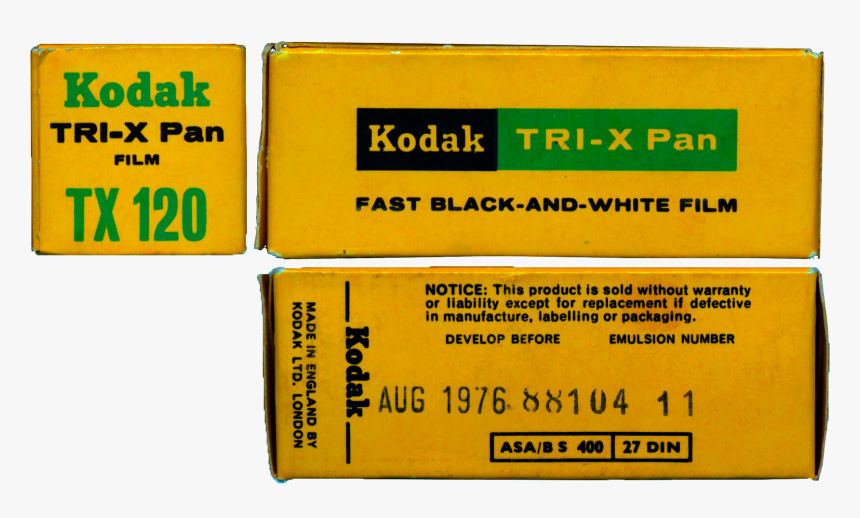 Kodak
TRI-X Pan
FILM
TX 120
Kodak TRI-X Pan
FAST BLACK-AND-WHITE FILM
NOTICE: This product is sold without warranty
or liability except for replacement if defective
in manufacture, labelling or packaging.
DEVELOP BEFORE EMULSION NUMBER
AUG 1976 88104 11
ASA/BS 400 27 DIN
Kodak
MADE IN ENGLAND BY
KODAK LTD. LONDON